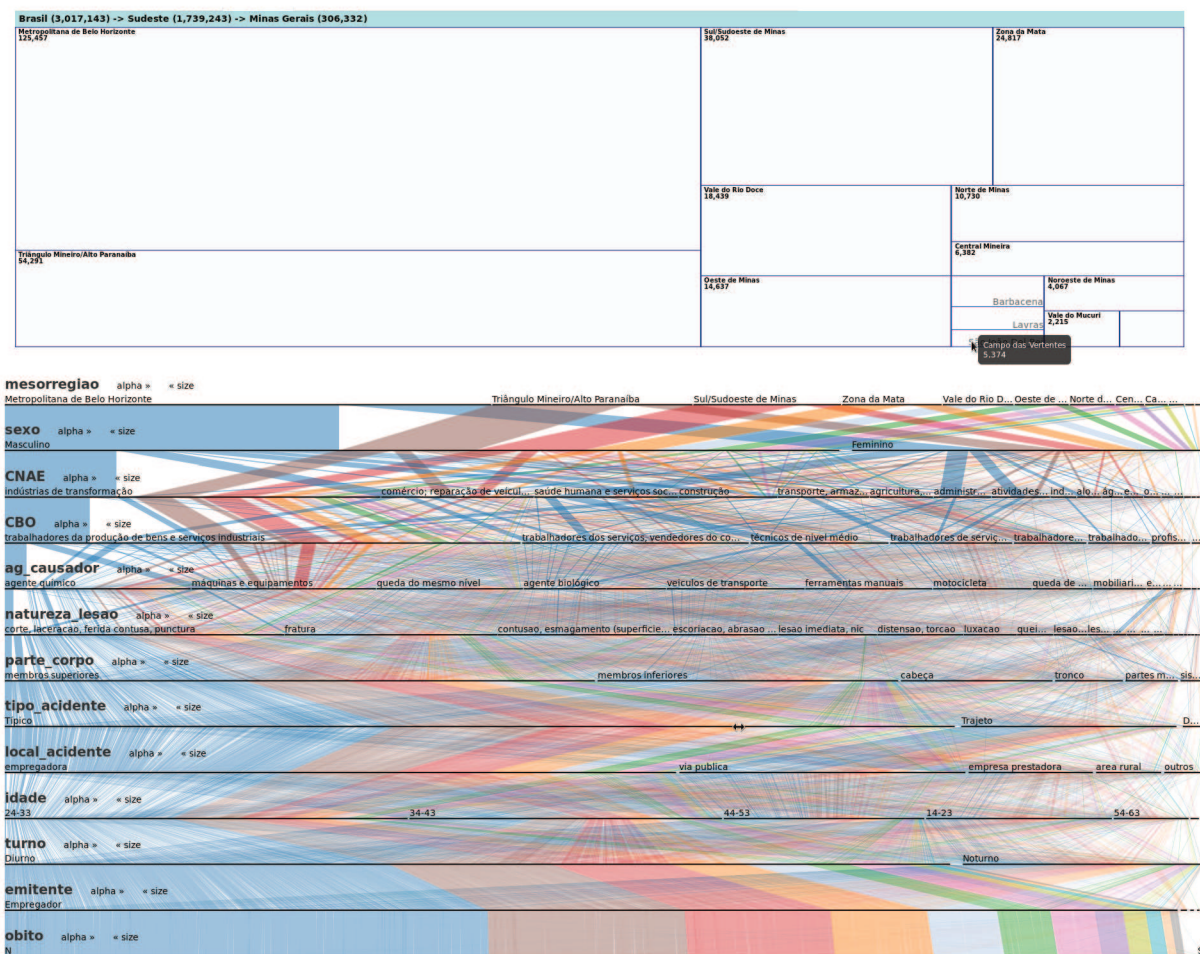 Brasil (3,017,143) -> Sudeste (1,739,243) -> Minas Gerais (306,332)
Metropolitana de Belo Horizonte
125,457
Sul/Sudoeste de Minas
38,052
Zona da Mata
24,817
Vale do Rio Doce
18,439
Norte de Minas
10,730
Triângulo Mineiro/Alto Paranaíba
54,291
Central Mineira
6,382
Oeste de Minas
14,637
Barbacena
Lavras
Noroeste de Minas
4,067
Vale do Mucuri
2,215
Campo das Vertentes
5,374
mesorregiao alpha » « size
Metropolitana de Belo Horizonte Triângulo Mineiro/Alto Paranaíba Sul/Sudoeste de Minas Zona da Mata Vale do Rio D... Oeste de ... Norte d... Cen... Ca... ...
sexo alpha » « size
Masculino Feminino
CNAE alpha » « size
indústrias de transformação comércio; reparação de veícul... saúde humana e serviços soc... construção transporte, armaz... agricultura,... administr... atividades... ind... alo... ág... e... o... ... ...
CBO alpha » « size
trabalhadores da produção de bens e serviços industriais trabalhadores dos serviços, vendedores do co... técnicos de nível médio trabalhadores de serviç... trabalhadore... trabalhado... profis... ...
ag_causador alpha » « size
agente químico máquinas e equipamentos queda do mesmo nível agente biológico veículos de transporte ferramentas manuais motocicleta queda de ... mobiliari... e... ... ...
natureza_lesao alpha » « size
corte, laceracao, ferida contusa, punctura fratura contusao, esmagamento (superficie... escoriacao, abrasao ... lesao imediata, nic distensao, torcao luxacao quei... lesao... les... ... ... ... ...
parte_corpo alpha » « size
membros superiores membros inferiores cabeça tronco partes m... sis...
tipo_acidente alpha » « size
Típico Trajeto D...
local_acidente alpha » « size
empregadora via publica empresa prestadora area rural outros
idade alpha » « size
24-33 34-43 44-53 14-23 54-63
turno alpha » « size
Diurno Noturno
emitente alpha » « size
Empregador
obito alpha » « size
N